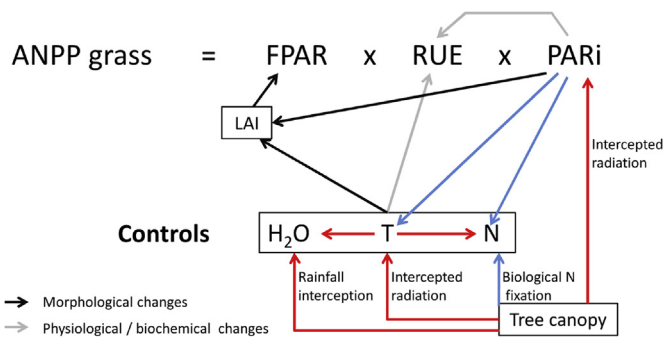 ANPP grass = FPAR x RUE x PARi
LAI
Intercepted
radiation
Controls
H₂O T N
Rainfall
interception
Intercepted
radiation
Biological N
fixation
Tree canopy
Morphological changes
Physiological / biochemical changes